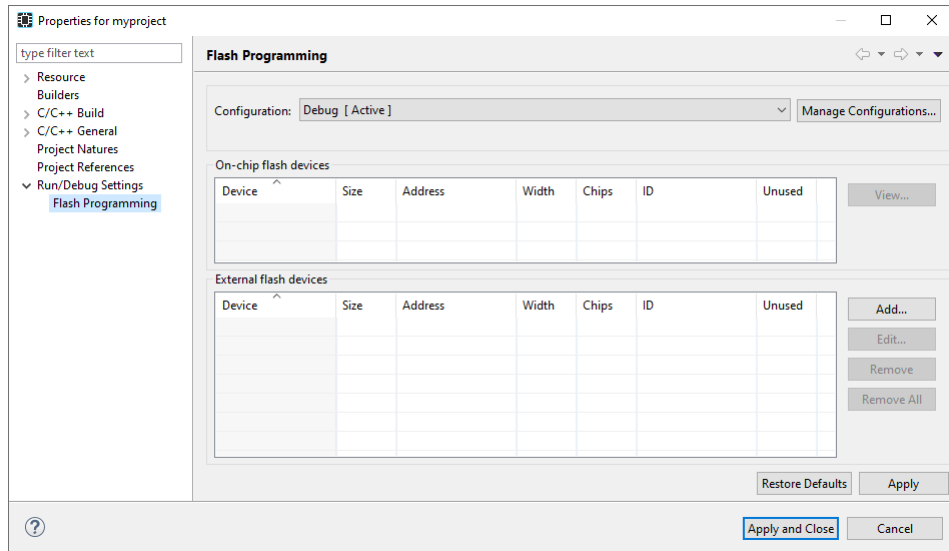 Properties for myproject
type filter text
Resource
Builders
C/C++ Build
C/C++ General
Project Natures
Project References
Run/Debug Settings
Flash Programming
Flash Programming
Configuration: Debug [ Active ] Manage Configurations...
On-chip flash devices
Device Size Address Width Chips ID Unused
View...
External flash devices
Device Size Address Width Chips ID Unused
Add...
Edit...
Remove
Remove All
Restore Defaults Apply
? Apply and Close Cancel